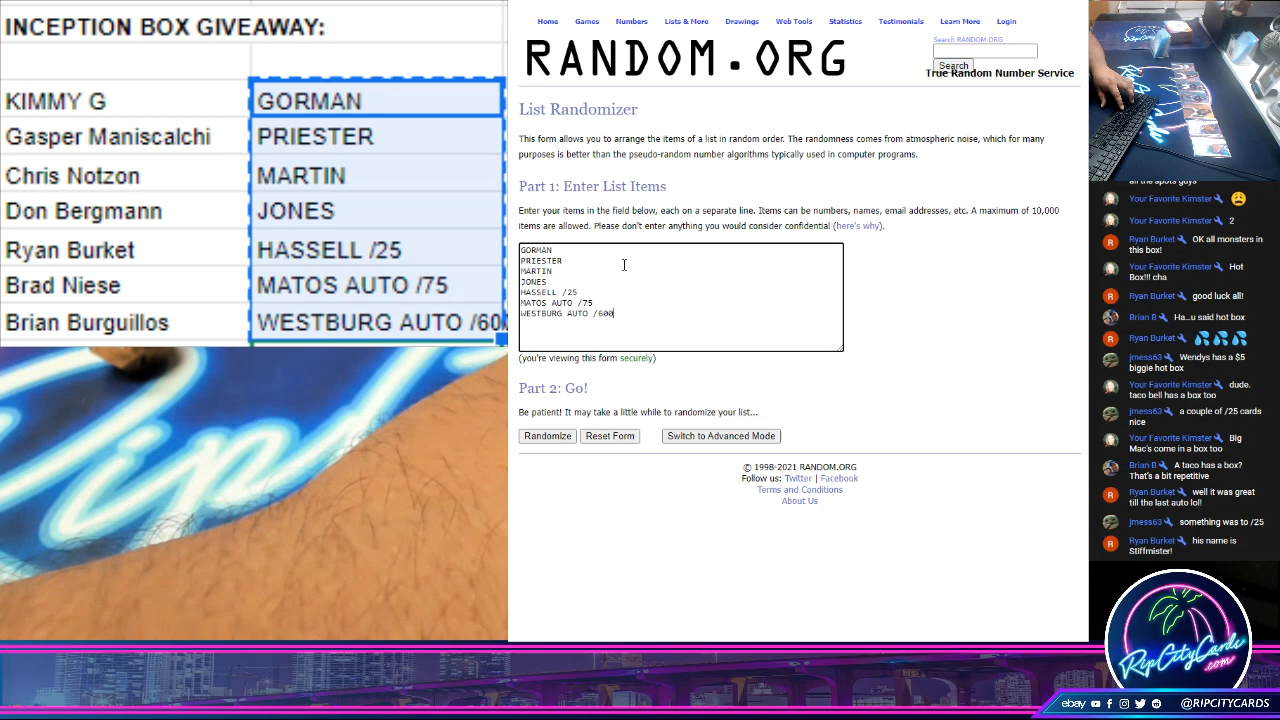 INCEPTION BOX GIVEAWAY:
KIMMY G GORMAN
Gasper Maniscalchi PRIESTER
Chris Notzon MARTIN
Don Bergmann JONES
Ryan Burket HASSELL /25
Brad Niese MATOS AUTO /75
Brian Burguillos WESTBURG AUTO /60
Home Games Numbers Lists & More Drawings Web Tools Statistics Testimonials Learn More Login
RANDOM.ORG
Search RANDOM.ORG
Search
True Random Number Service
List Randomizer
This form allows you to arrange the items of a list in random order. The randomness comes from atmospheric noise, which for many
purposes is better than the pseudo-random number algorithms typically used in computer programs.
Part 1: Enter List Items
Enter your items in the field below, each on a separate line. Items can be numbers, names, email addresses, etc. A maximum of 10,000
items are allowed. Please don't enter anything you would consider confidential (here's why).
GORMAN
PRIESTER
MARTIN
JONES
HASSELL /25
MATOS AUTO /75
WESTBURG AUTO /600
(you're viewing this form securely)
Part 2: Go!
Be patient! It may take a little while to randomize your list...
Randomize Reset Form Switch to Advanced Mode
© 1998-2021 RANDOM.ORG
Follow us: Twitter | Facebook
Terms and Conditions
About Us
all the spots guys
Your Favorite Kimster 😩
Your Favorite Kimster 2
Ryan Burket OK all monsters in
this box!
Your Favorite Kimster Hot
Box!!! cha
Ryan Burket good luck all!
Brian B Ha...u said hot box
Ryan Burket 💦💦💦
jmess63 Wendys has a $5
biggie hot box
Your Favorite Kimster dude.
taco bell has a box too
jmess63 a couple of /25 cards
nice
Your Favorite Kimster Big
Mac's come in a box too
Brian B A taco has a box?
That's a bit repetitive
Ryan Burket well it was great
till the last auto lol!
jmess63 something was to /25
Ryan Burket his name is
Stiffmister!
RipCityCards
.com
ebay @RIPCITYCARDS